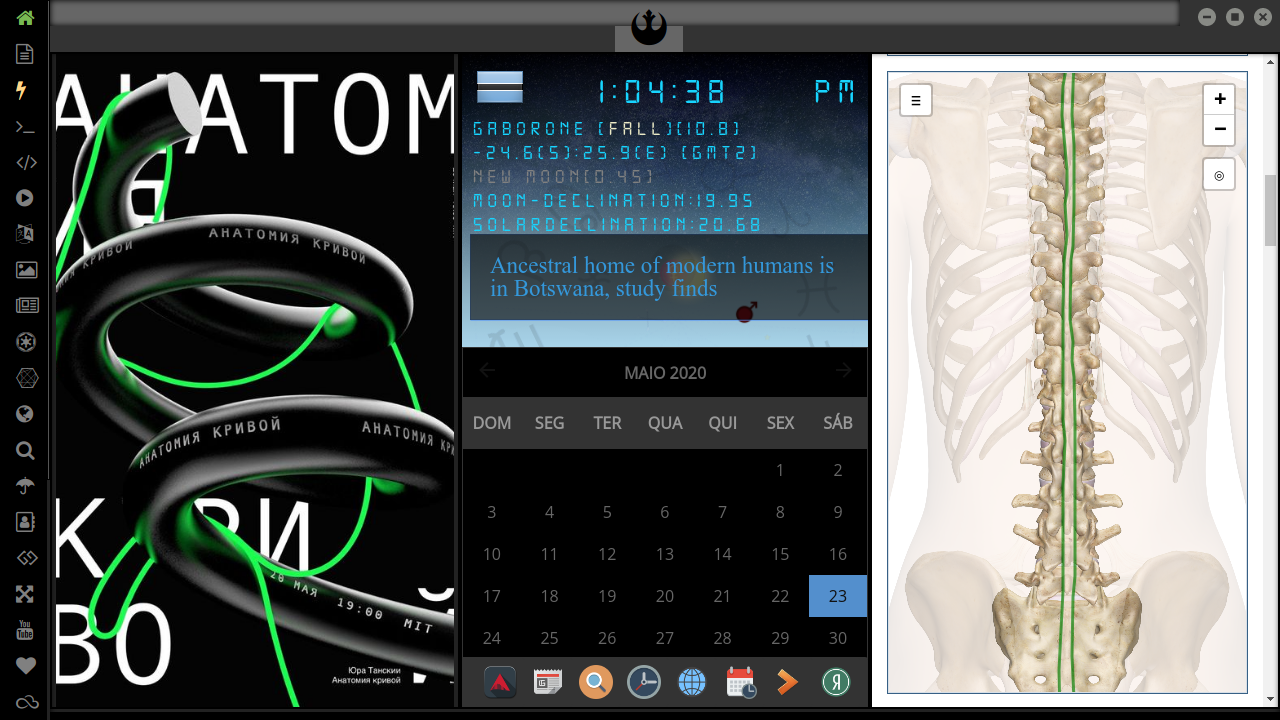 АНАТОМ
Я
АНАТОМИЯ КРИВОЙ
КРИВОЙ
АНАТОМИЯ КРИВОЙ
АНАТОМИЯ
К РИ
ВО Й
28 МАЯ 19:00 MIT
Юра Танскии
Анатомия кривой
1:04:38 PM
GABORONE (FALL)(10.8)
-24.6(S):25.9(E) (GMT2)
NEW MOON(0.45)
MOON-DECLINATION:19.95
SOLARDECLINATION:20.68
Ancestral home of modern humans is
in Botswana, study finds
MAIO 2020
DOM SEG TER QUA QUI SEX SÁB
1 2
3 4 5 6 7 8 9
10 11 12 13 14 15 16
17 18 19 20 21 22 23
24 25 26 27 28 29 30
Я
You
Tube
+
−